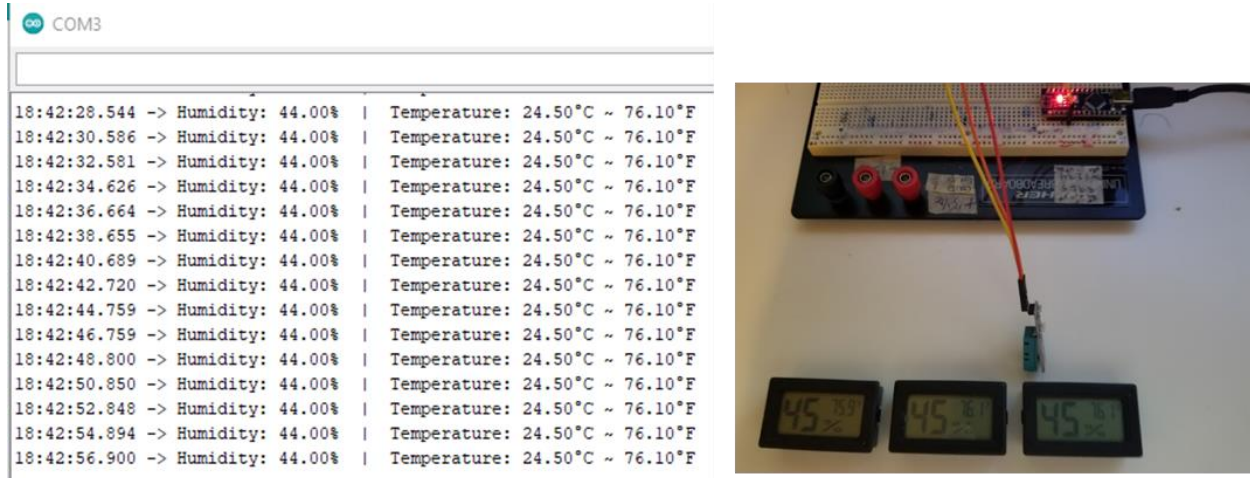 COM3
18:42:28.544 -> Humidity: 44.00% | Temperature: 24.50°C ~ 76.10°F
18:42:30.586 -> Humidity: 44.00% | Temperature: 24.50°C ~ 76.10°F
18:42:32.581 -> Humidity: 44.00% | Temperature: 24.50°C ~ 76.10°F
18:42:34.626 -> Humidity: 44.00% | Temperature: 24.50°C ~ 76.10°F
18:42:36.664 -> Humidity: 44.00% | Temperature: 24.50°C ~ 76.10°F
18:42:38.655 -> Humidity: 44.00% | Temperature: 24.50°C ~ 76.10°F
18:42:40.689 -> Humidity: 44.00% | Temperature: 24.50°C ~ 76.10°F
18:42:42.720 -> Humidity: 44.00% | Temperature: 24.50°C ~ 76.10°F
18:42:44.759 -> Humidity: 44.00% | Temperature: 24.50°C ~ 76.10°F
18:42:46.759 -> Humidity: 44.00% | Temperature: 24.50°C ~ 76.10°F
18:42:48.800 -> Humidity: 44.00% | Temperature: 24.50°C ~ 76.10°F
18:42:50.850 -> Humidity: 44.00% | Temperature: 24.50°C ~ 76.10°F
18:42:52.848 -> Humidity: 44.00% | Temperature: 24.50°C ~ 76.10°F
18:42:54.894 -> Humidity: 44.00% | Temperature: 24.50°C ~ 76.10°F
18:42:56.900 -> Humidity: 44.00% | Temperature: 24.50°C ~ 76.10°F
45% 75.9°
45% 76.1°
45% 76.1°